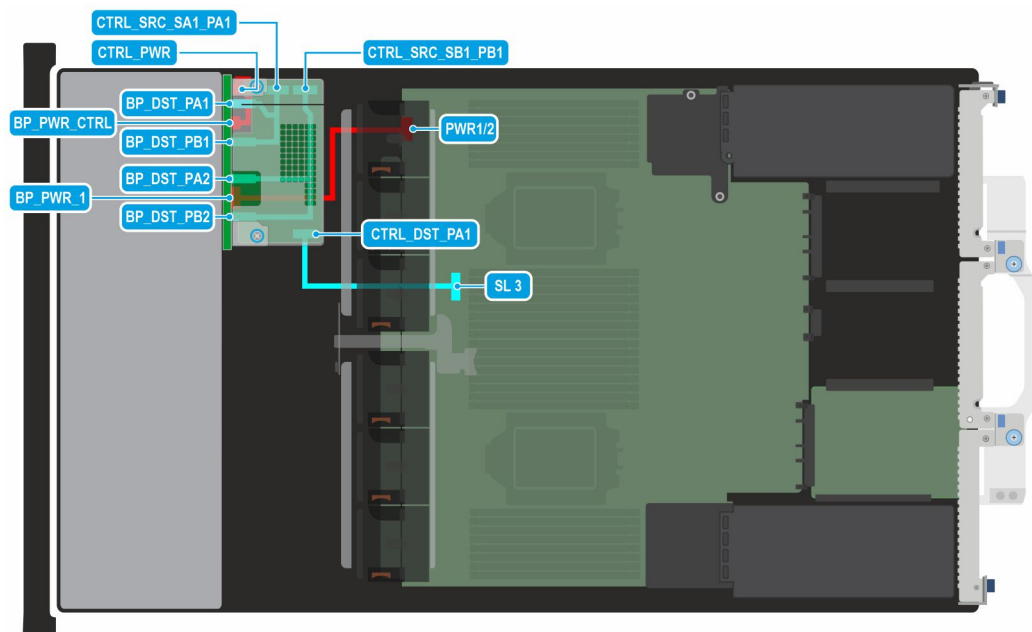 CTRL_SRC_SA1_PA1
CTRL_PWR
CTRL_SRC_SB1_PB1
BP_DST_PA1
BP_PWR_CTRL
PWR1/2
BP_DST_PB1
BP_DST_PA2
BP_PWR_1
BP_DST_PB2
CTRL_DST_PA1
SL 3